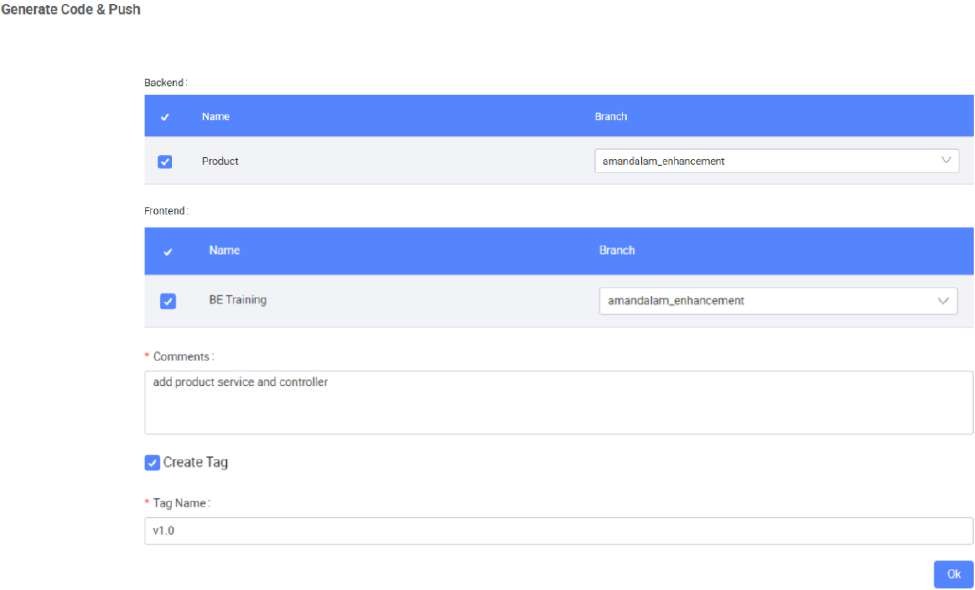 Generate Code & Push
Backend :
Name Branch
Product amandalam_enhancement
Frontend :
Name Branch
BE Training amandalam_enhancement
* Comments :
add product service and controller
Create Tag
* Tag Name :
v1.0
Ok